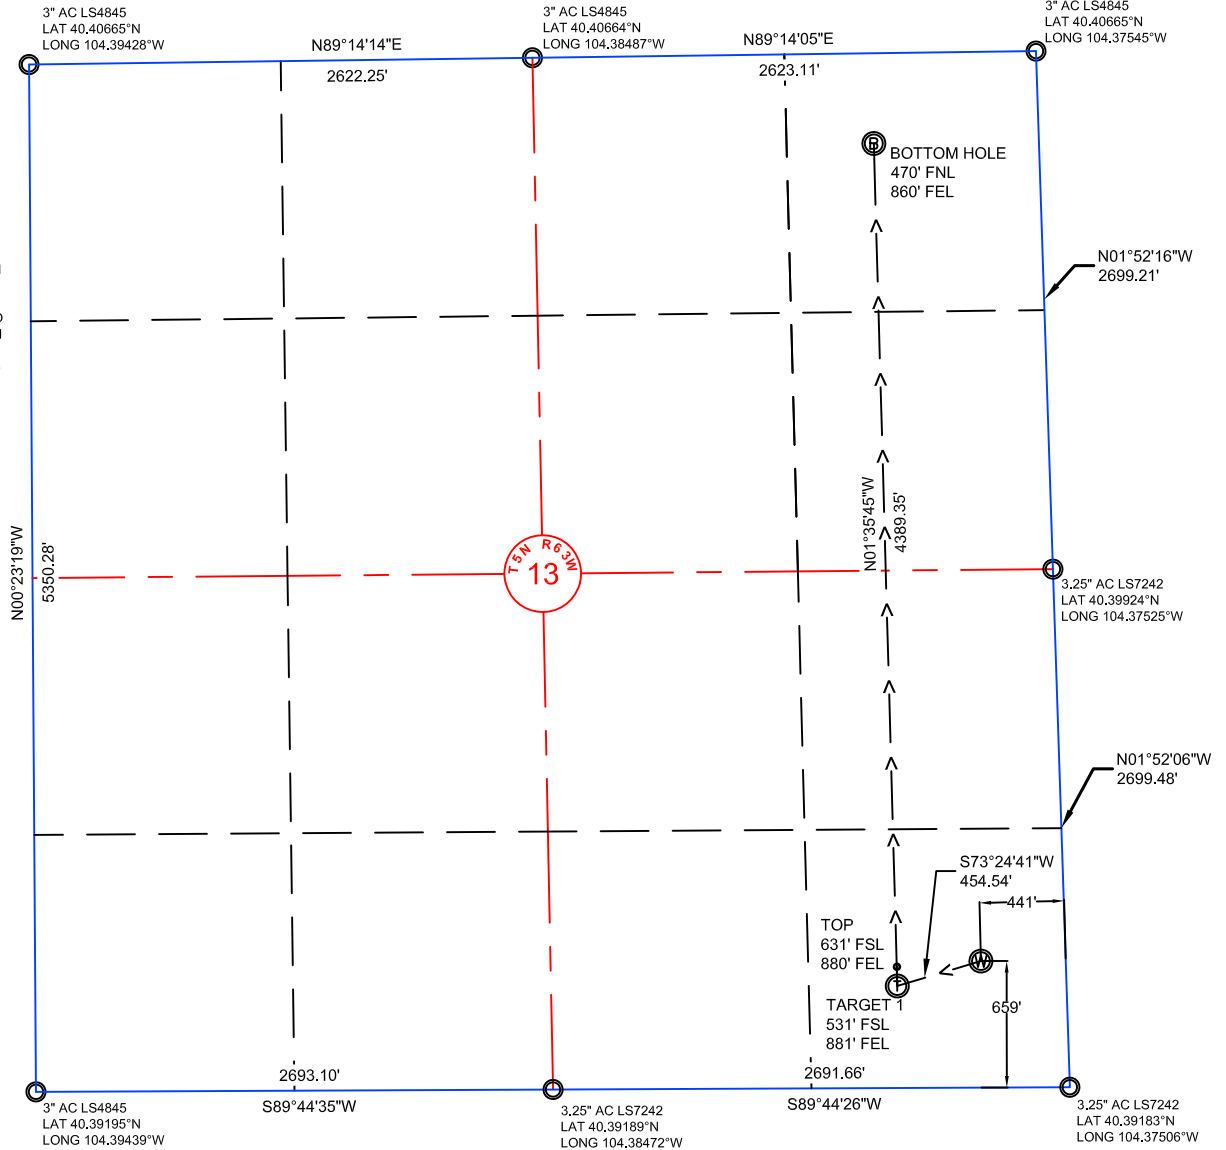 3" AC LS4845
LAT 40.40665°N
LONG 104.39428°W
N89°14'14"E
2622.25'
3" AC LS4845
LAT 40.40664°N
LONG 104.38487°W
N89°14'05"E
2623.11'
3" AC LS4845
LAT 40.40665°N
LONG 104.37545°W
B
BOTTOM HOLE
470' FNL
860' FEL
N01°52'16"W
2699.21'
N00°23'19"W
5350.28'
T5N R63W
13
N01°35'45"W
4389.35'
3.25" AC LS7242
LAT 40.39924°N
LONG 104.37525°W
N01°52'06"W
2699.48'
S73°24'41"W
454.54'
441'
TOP
631' FSL
880' FEL
W
T
TARGET 1
531' FSL
881' FEL
659'
2693.10'
S89°44'35"W
2691.66'
S89°44'26"W
3" AC LS4845
LAT 40.39195°N
LONG 104.39439°W
3.25" AC LS7242
LAT 40.39189°N
LONG 104.38472°W
3.25" AC LS7242
LAT 40.39183°N
LONG 104.37506°W